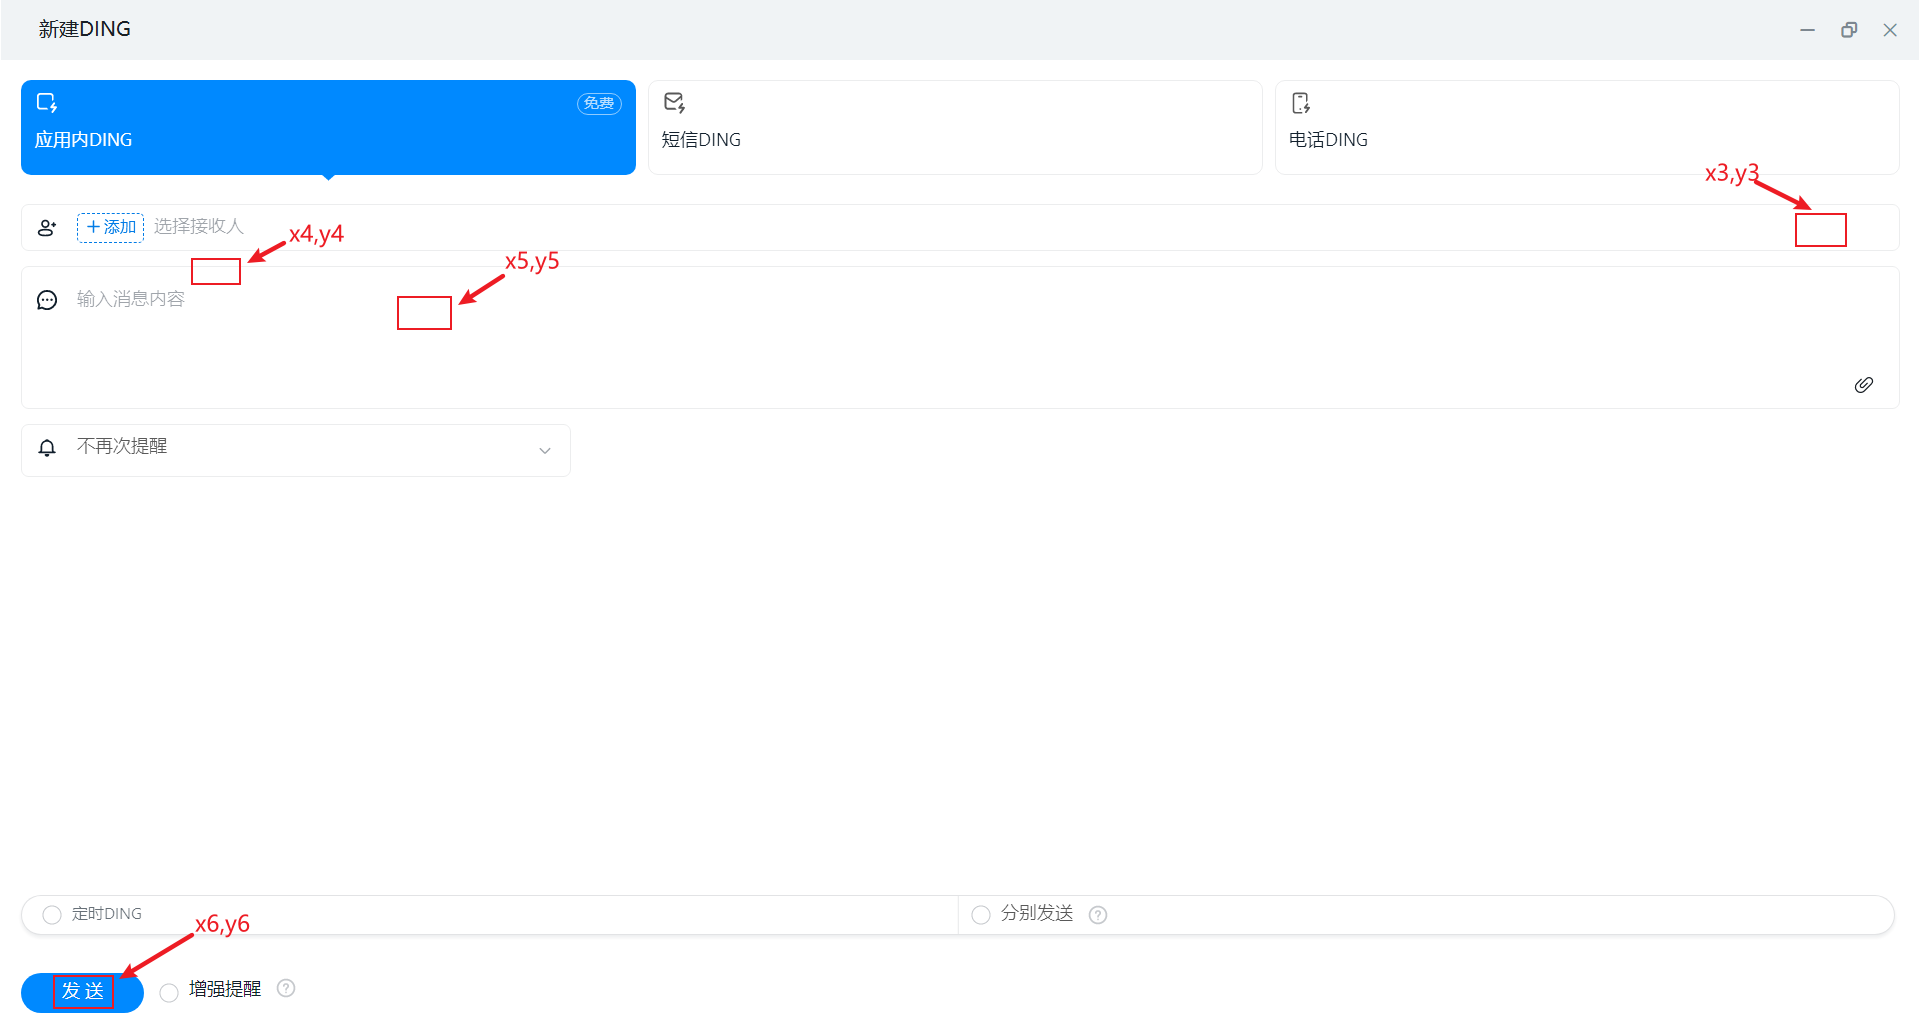 新建DING
免费
应用内DING
短信DING
电话DING
x3,y3
添加 选择接收人
x4,y4
x5,y5
输入消息内容
不再次提醒
定时DING
分别发送
x6,y6
发送
增强提醒